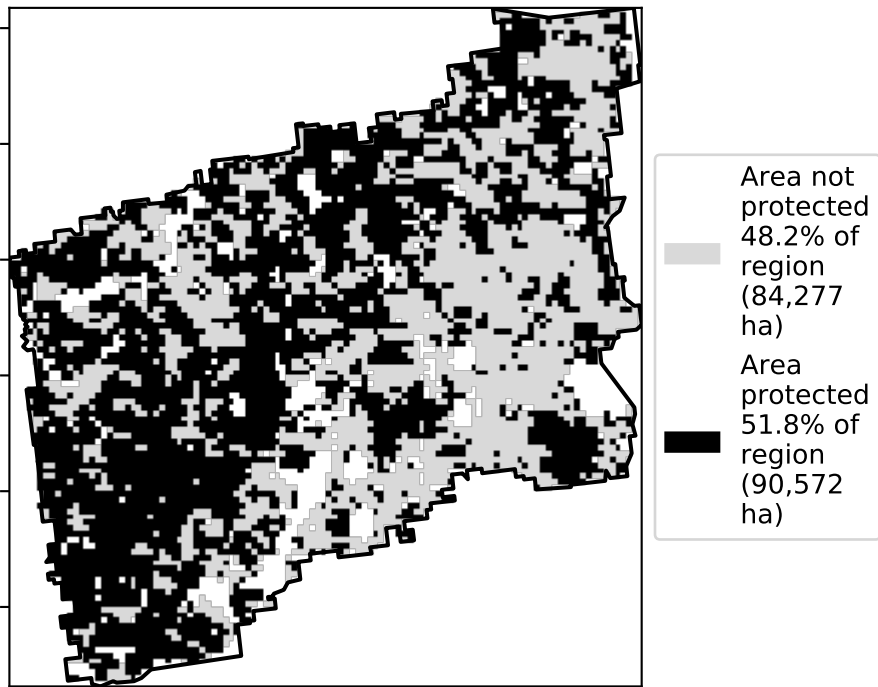 Area not
protected
48.2% of
region
(84,277
ha)
Area
protected
51.8% of
region
(90,572
ha)